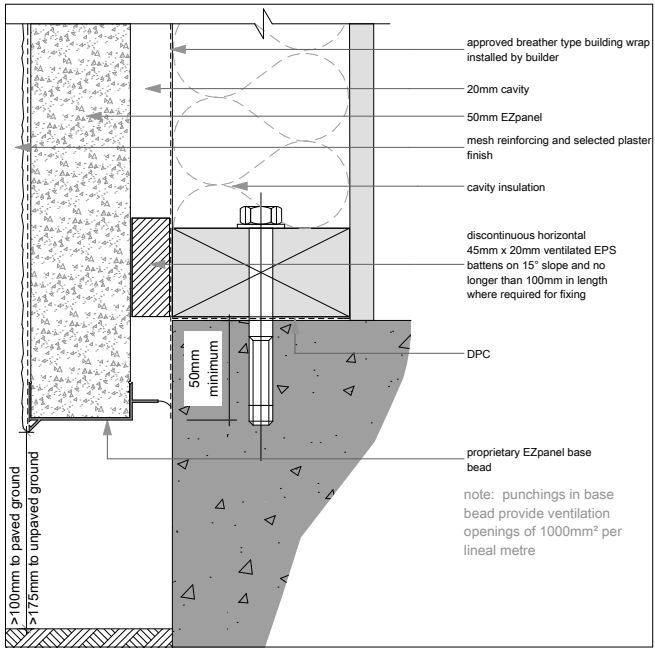 approved breather type building wrap
installed by builder
20mm cavity
50mm EZpanel
mesh reinforcing and selected plaster
finish
cavity insulation
discontinuous horizontal
45mm x 20mm ventilated EPS
battens on 15° slope and no
longer than 100mm in length
where required for fixing
50mm
minimum
DPC
proprietary EZpanel base
bead
note: punchings in base
bead provide ventilation
openings of 1000mm² per
lineal metre
>100mm to paved ground
>175mm to unpaved ground